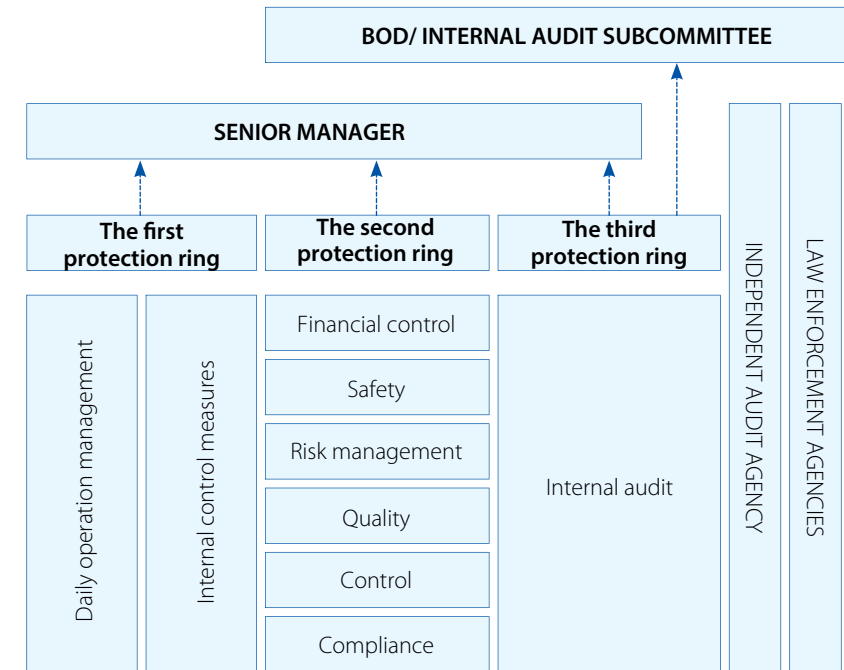 BOD/ INTERNAL AUDIT SUBCOMMITTEE
SENIOR MANAGER
The first
protection ring
The second
protection ring
The third
protection ring
Daily operation management
Internal control measures
Financial control
Safety
Risk management
Quality
Control
Compliance
Internal audit
INDEPENDENT AUDIT AGENCY
LAW ENFORCEMENT AGENCIES